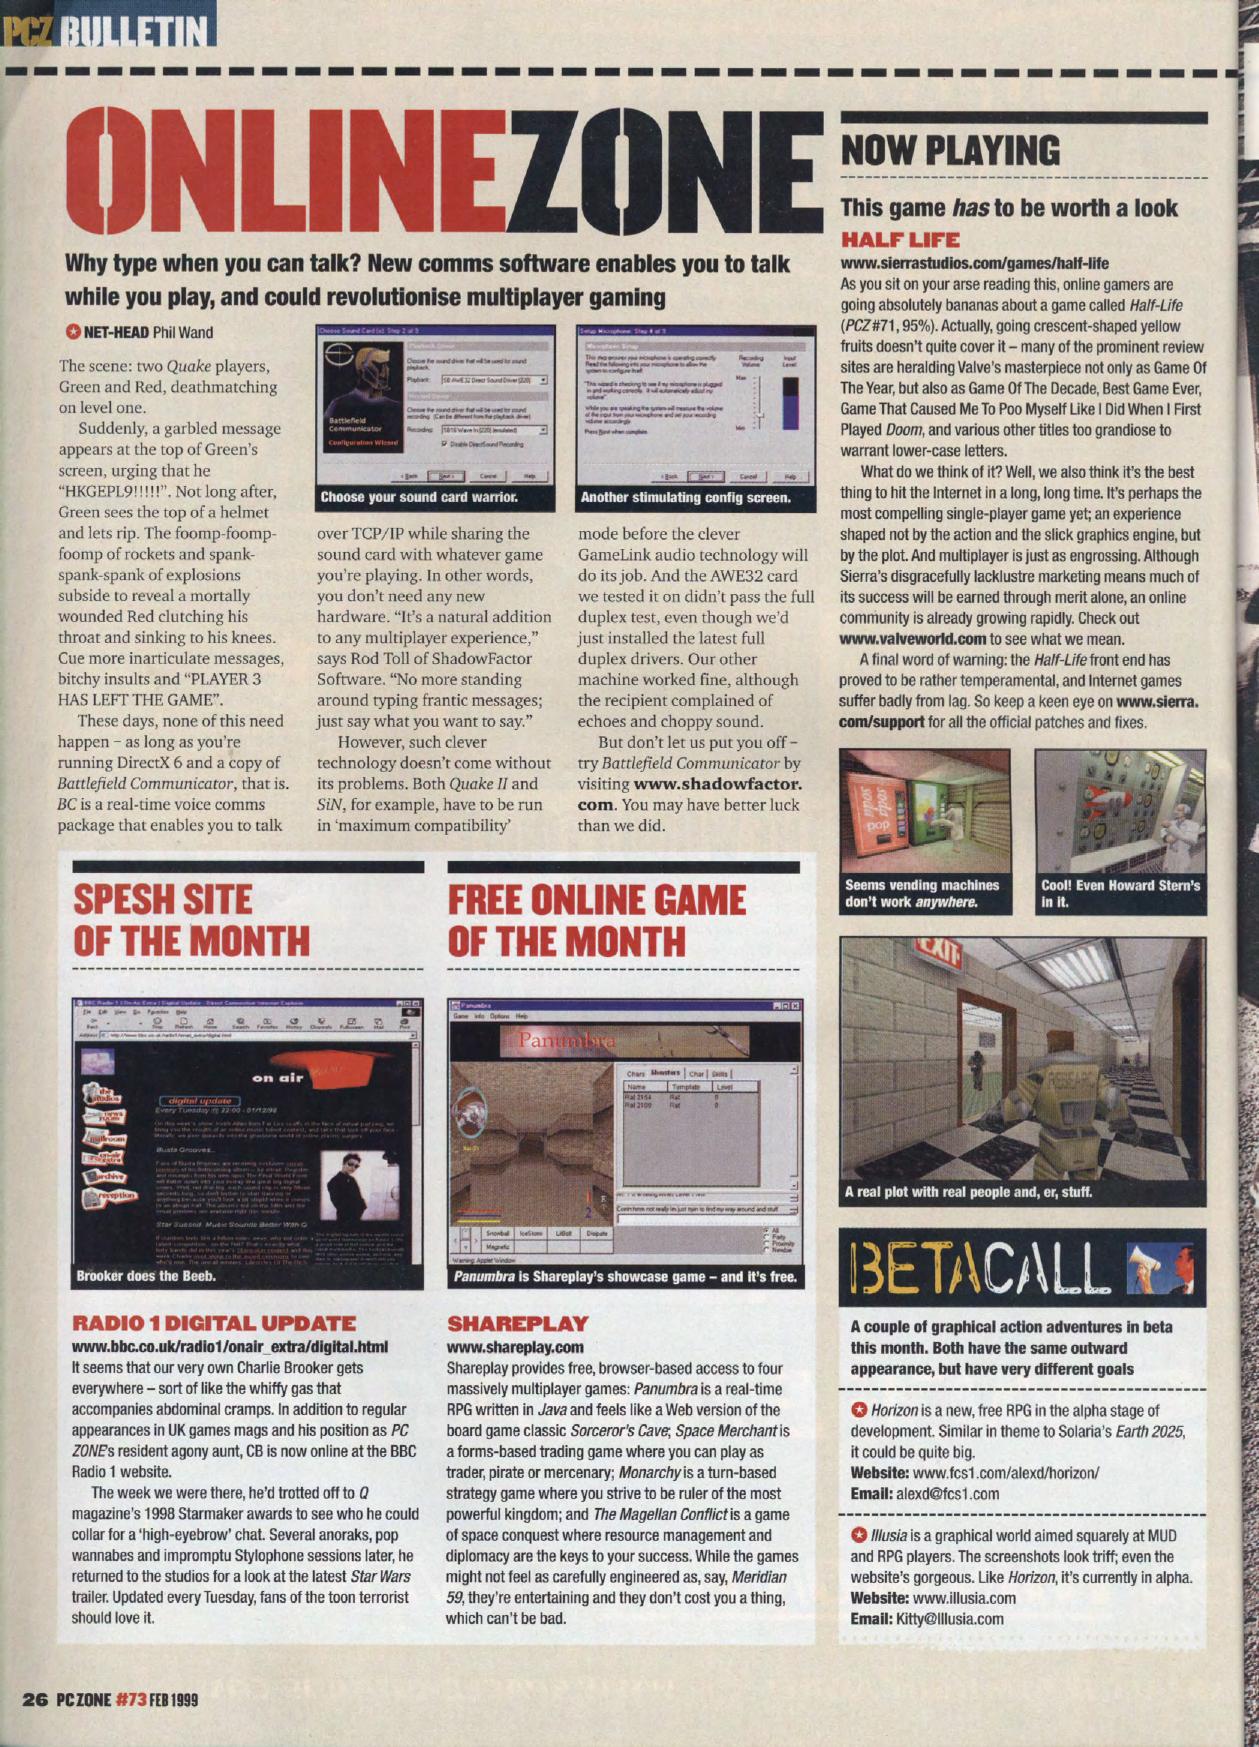 PCZ BULLETIN
ONLINEZONE
Why type when you can talk? New comms software enables you to talk
while you play, and could revolutionise multiplayer gaming
NET-HEAD Phil Wand
The scene: two Quake players,
Green and Red, deathmatching
on level one.
Suddenly, a garbled message
appears at the top of Green's
screen, urging that he
"HKGEPL9!!!!!". Not long after,
Green sees the top of a helmet
and lets rip. The foomp-foomp-
foomp of rockets and spank-
spank-spank of explosions
subside to reveal a mortally
wounded Red clutching his
throat and sinking to his knees.
Cue more inarticulate messages,
bitchy insults and "PLAYER 3
HAS LEFT THE GAME".
These days, none of this need
happen – as long as you're
running DirectX 6 and a copy of
Battlefield Communicator, that is.
BC is a real-time voice comms
package that enables you to talk
Battlefield
Communicator
Configuration Wizard
Choose your sound card warrior.
over TCP/IP while sharing the
sound card with whatever game
you're playing. In other words,
you don't need any new
hardware. "It's a natural addition
to any multiplayer experience,"
says Rod Toll of ShadowFactor
Software. "No more standing
around typing frantic messages;
just say what you want to say."
However, such clever
technology doesn't come without
its problems. Both Quake II and
SiN, for example, have to be run
in 'maximum compatibility'
Another stimulating config screen.
mode before the clever
GameLink audio technology will
do its job. And the AWE32 card
we tested it on didn't pass the full
duplex test, even though we'd
just installed the latest full
duplex drivers. Our other
machine worked fine, although
the recipient complained of
echoes and choppy sound.
But don't let us put you off –
try Battlefield Communicator by
visiting www.shadowfactor.
com. You may have better luck
than we did.
SPESH SITE
OF THE MONTH
on air
digital update
Every Tuesday @ 22:00 - 01/12/98
Busta Grooves...
Brooker does the Beeb.
RADIO 1 DIGITAL UPDATE
www.bbc.co.uk/radio1/onair_extra/digital.html
It seems that our very own Charlie Brooker gets
everywhere – sort of like the whiffy gas that
accompanies abdominal cramps. In addition to regular
appearances in UK games mags and his position as PC
ZONE's resident agony aunt, CB is now online at the BBC
Radio 1 website.
The week we were there, he'd trotted off to Q
magazine's 1998 Starmaker awards to see who he could
collar for a 'high-eyebrow' chat. Several anoraks, pop
wannabes and impromptu Stylophone sessions later, he
returned to the studios for a look at the latest Star Wars
trailer. Updated every Tuesday, fans of the toon terrorist
should love it.
FREE ONLINE GAME
OF THE MONTH
Panumbra
Game Info Options Help
Panumbra
Chars Monsters Char Skills
Name Template Level
Rat 2164 Rat 0
Rat 2109 Rat 0
Snowball IceStorm LitBolt Dissipate
Magnetic
Warning: Applet Window
Panumbra is Shareplay's showcase game – and it's free.
SHAREPLAY
www.shareplay.com
Shareplay provides free, browser-based access to four
massively multiplayer games: Panumbra is a real-time
RPG written in Java and feels like a Web version of the
board game classic Sorceror's Cave; Space Merchant is
a forms-based trading game where you can play as
trader, pirate or mercenary; Monarchy is a turn-based
strategy game where you strive to be ruler of the most
powerful kingdom; and The Magellan Conflict is a game
of space conquest where resource management and
diplomacy are the keys to your success. While the games
might not feel as carefully engineered as, say, Meridian
59, they're entertaining and they don't cost you a thing,
which can't be bad.
NOW PLAYING
This game has to be worth a look
HALF LIFE
www.sierrastudios.com/games/half-life
As you sit on your arse reading this, online gamers are
going absolutely bananas about a game called Half-Life
(PCZ #71, 95%). Actually, going crescent-shaped yellow
fruits doesn't quite cover it – many of the prominent review
sites are heralding Valve's masterpiece not only as Game Of
The Year, but also as Game Of The Decade, Best Game Ever,
Game That Caused Me To Poo Myself Like I Did When I First
Played Doom, and various other titles too grandiose to
warrant lower-case letters.
What do we think of it? Well, we also think it's the best
thing to hit the Internet in a long, long time. It's perhaps the
most compelling single-player game yet; an experience
shaped not by the action and the slick graphics engine, but
by the plot. And multiplayer is just as engrossing. Although
Sierra's disgracefully lacklustre marketing means much of
its success will be earned through merit alone, an online
community is already growing rapidly. Check out
www.valveworld.com to see what we mean.
A final word of warning: the Half-Life front end has
proved to be rather temperamental, and Internet games
suffer badly from lag. So keep a keen eye on www.sierra.
com/support for all the official patches and fixes.
soda
pop
Seems vending machines
don't work anywhere.
Cool! Even Howard Stern's
in it.
EXIT
A real plot with real people and, er, stuff.
BETACALL
A couple of graphical action adventures in beta
this month. Both have the same outward
appearance, but have very different goals
Horizon is a new, free RPG in the alpha stage of
development. Similar in theme to Solaria's Earth 2025,
it could be quite big.
Website: www.fcs1.com/alexd/horizon/
Email: alexd@fcs1.com
Illusia is a graphical world aimed squarely at MUD
and RPG players. The screenshots look triff; even the
website's gorgeous. Like Horizon, it's currently in alpha.
Website: www.illusia.com
Email: Kitty@Illusia.com
26 PC ZONE #73 FEB 1999